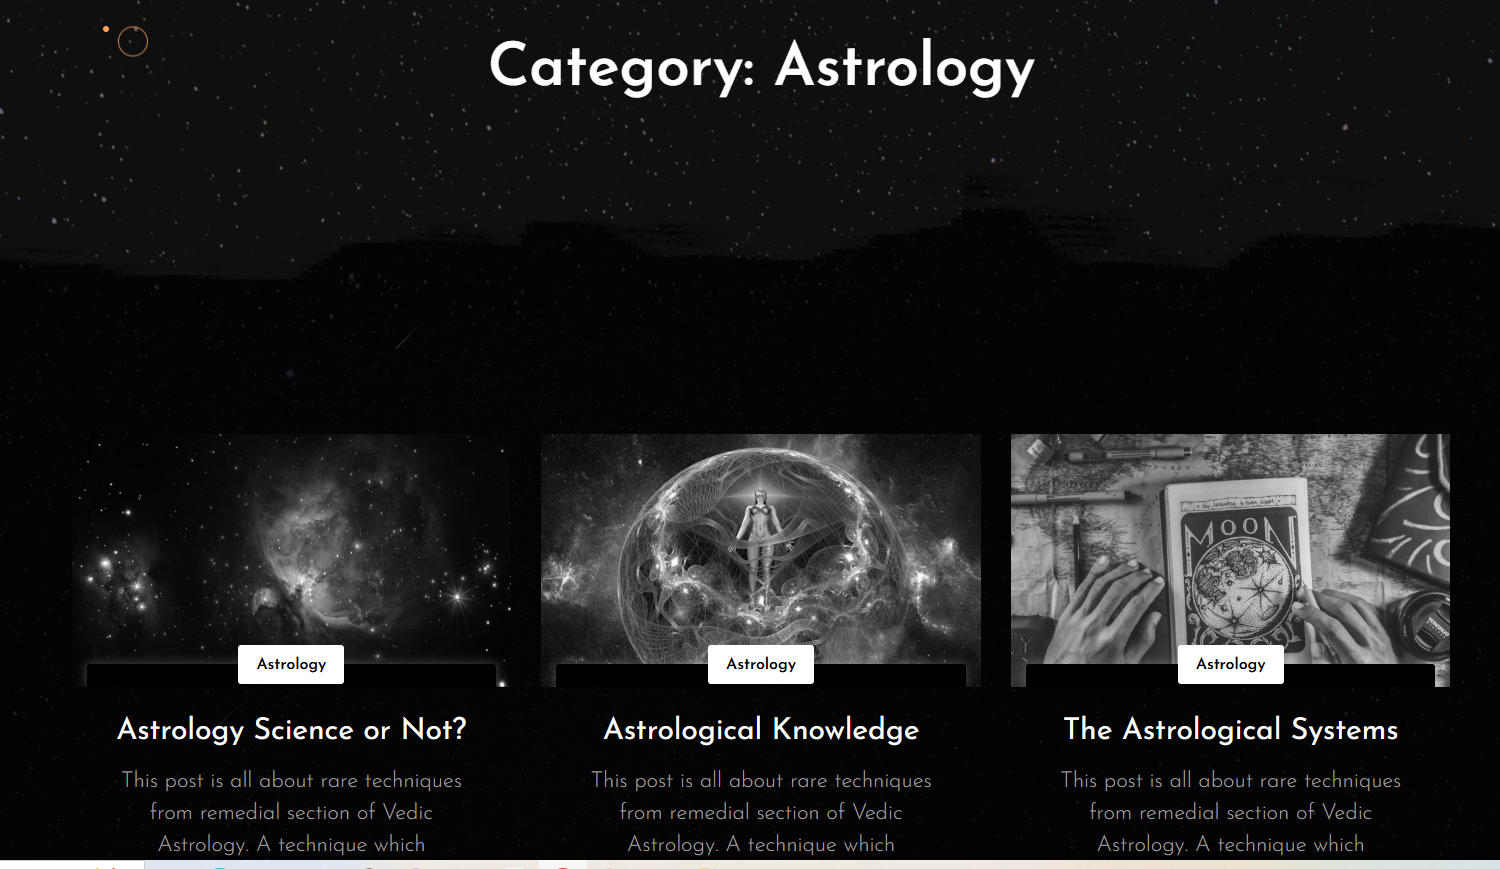 Category: Astrology
MOON
Astrology
Astrology
Astrology
Astrology Science or Not?
Astrological Knowledge
The Astrological Systems
This post is all about rare techniques
from remedial section of Vedic
Astrology. A technique which
This post is all about rare techniques
from remedial section of Vedic
Astrology. A technique which
This post is all about rare techniques
from remedial section of Vedic
Astrology. A technique which